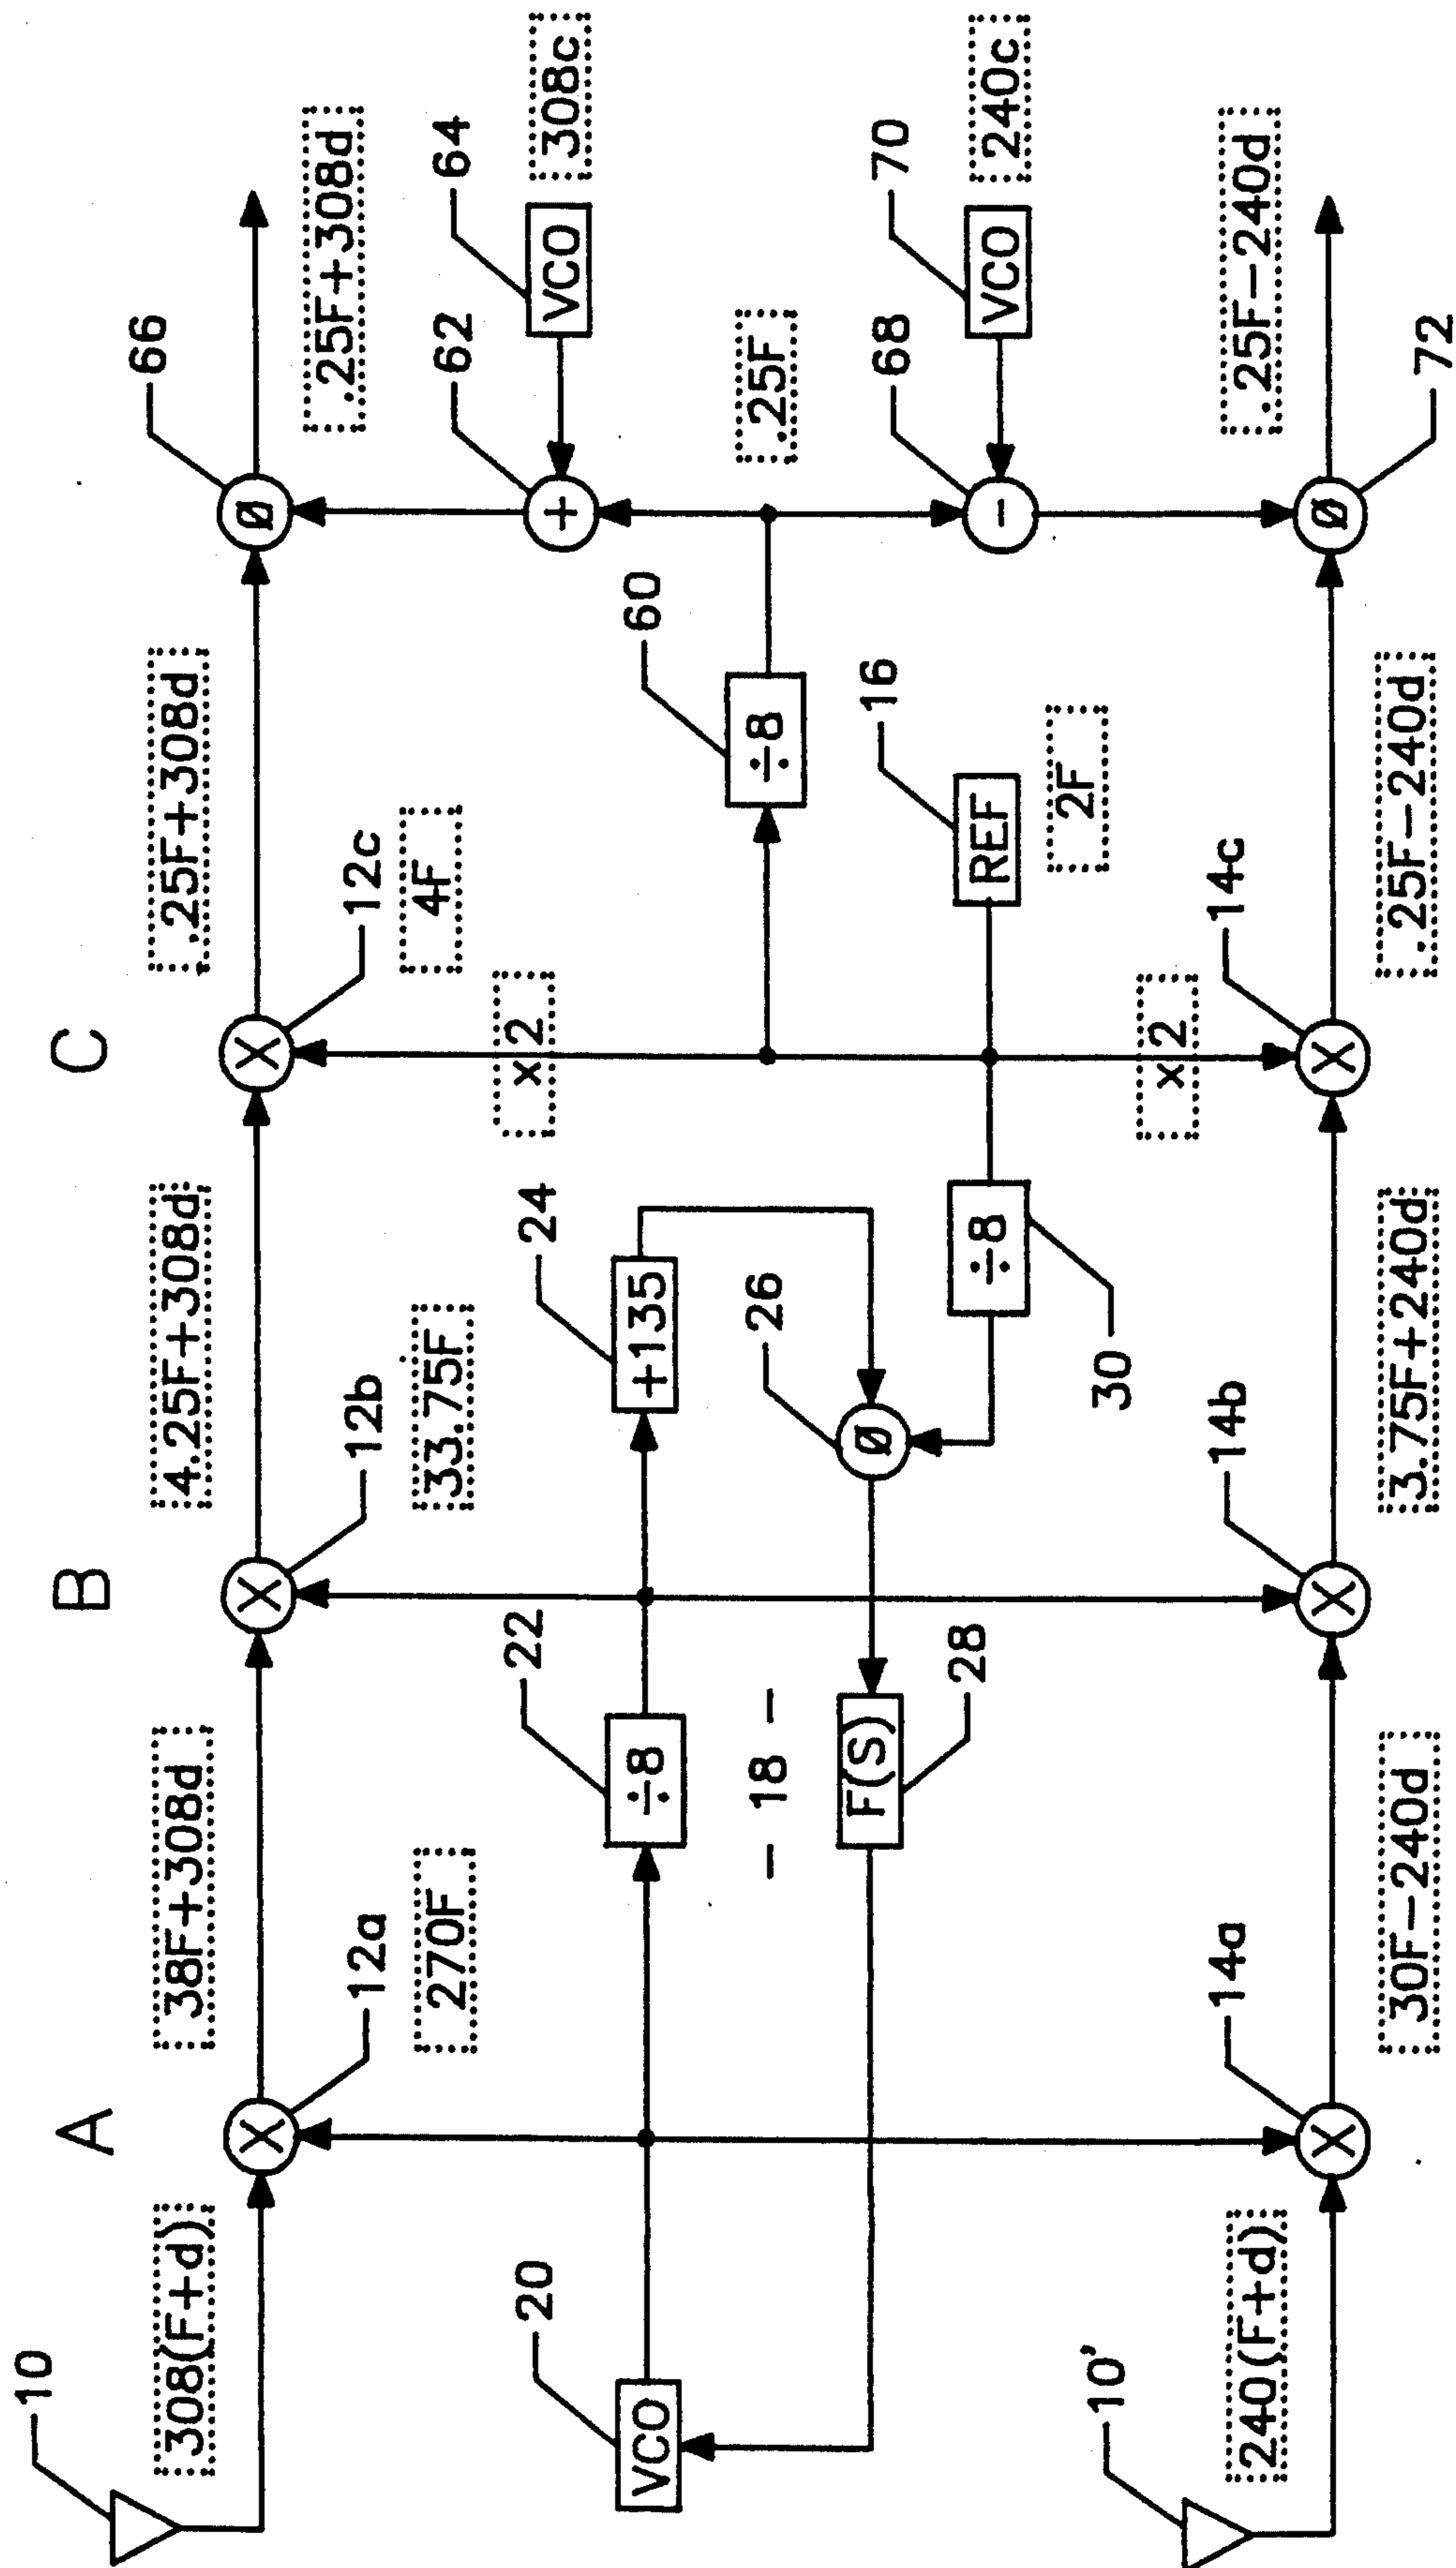 A
B
C
10
308(F+d)
38F+308d
4.25F+308d
.25F+308d
66
X
X
X
Ø
12a
12b
12c
270F
33.75F
4F
.25F+308d
x 2
20
22
24
60
62
64
VCO
÷8
+135
+
VCO
308c
- 18 -
26
÷8
.25F
F(S)
Ø
28
÷8
30
REF
16
2F
68
-
70
VCO
240c
x 2
10'
240(F+d)
14a
14b
14c
.25F-240d
X
X
X
Ø
30F-240d
3.75F+240d
.25F-240d
72